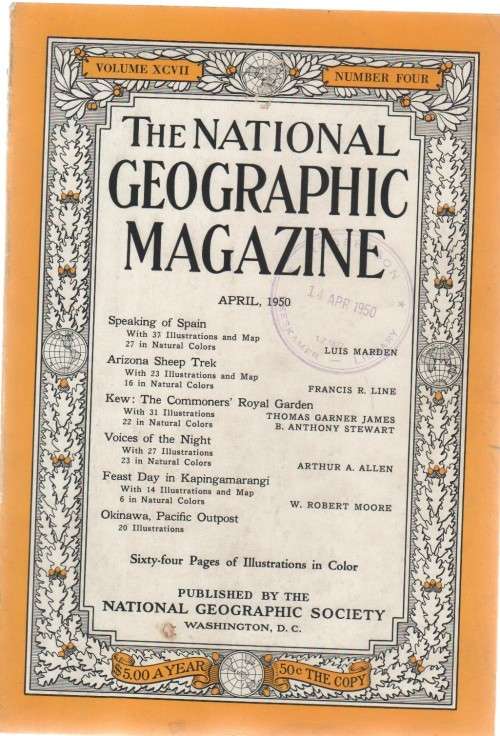 VOLUME XCVII
NUMBER FOUR
THE NATIONAL
GEOGRAPHIC
MAGAZINE
APRIL, 1950
14 APR 1950
Speaking of Spain
With 37 Illustrations and Map
27 in Natural Colors
LUIS MARDEN
Arizona Sheep Trek
With 23 Illustrations and Map
16 in Natural Colors
FRANCIS R. LINE
Kew: The Commoners' Royal Garden
With 31 Illustrations
THOMAS GARNER JAMES
22 in Natural Colors
B. ANTHONY STEWART
Voices of the Night
With 27 Illustrations
23 in Natural Colors
ARTHUR A. ALLEN
Feast Day in Kapingamarangi
With 14 Illustrations and Map
6 in Natural Colors
W. ROBERT MOORE
Okinawa, Pacific Outpost
20 Illustrations
Sixty-four Pages of Illustrations in Color
PUBLISHED BY THE
NATIONAL GEOGRAPHIC SOCIETY
WASHINGTON, D. C.
$5.00 A YEAR
50¢ THE COPY